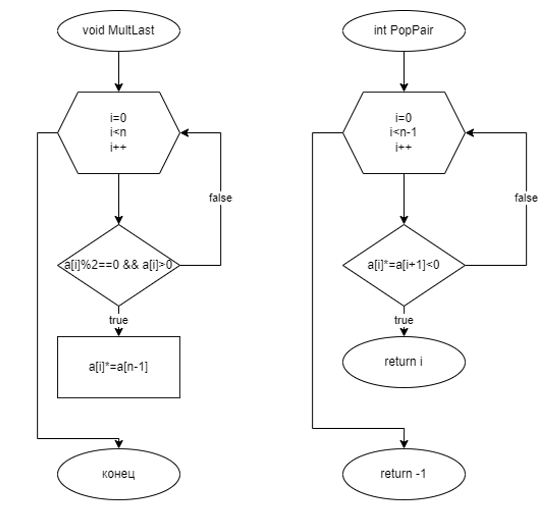 void MultLast
i=0
i<n
i++
false
a[i]%2==0 && a[i]>0
true
a[i]*=a[n-1]
конец
int PopPair
i=0
i<n-1
i++
false
a[i]*=a[i+1]<0
true
return i
return -1